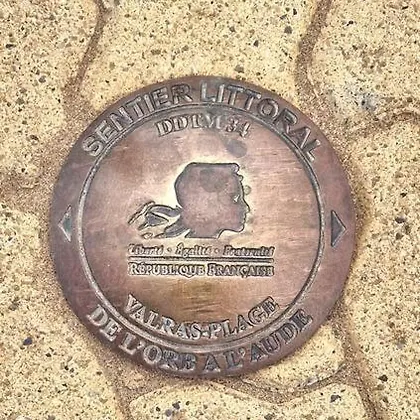 SENTIER LITTORAL
DDTM 34
Liberté · Égalité · Fraternité
RÉPUBLIQUE FRANÇAISE
VALRAS-PLAGE
DE L'ORB A L'AUDE